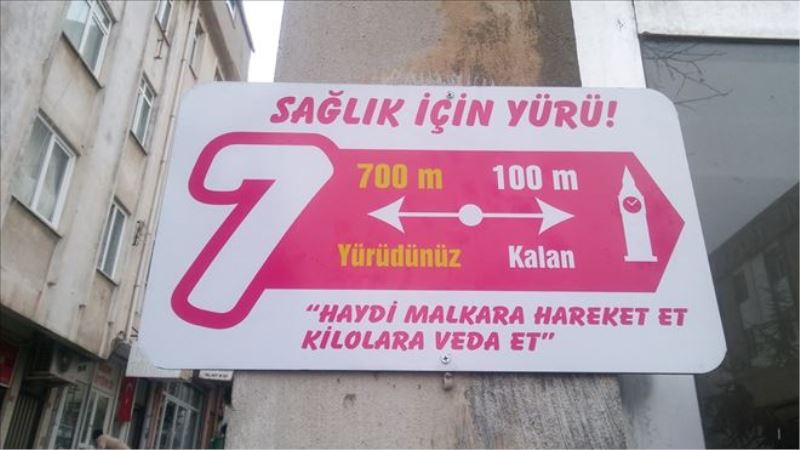 SAĞLIK İÇİN YÜRÜ!
7
700 m 100 m
Yürüdünüz Kalan
"HAYDİ MALKARA HAREKET ET
KİLOLARA VEDA ET"